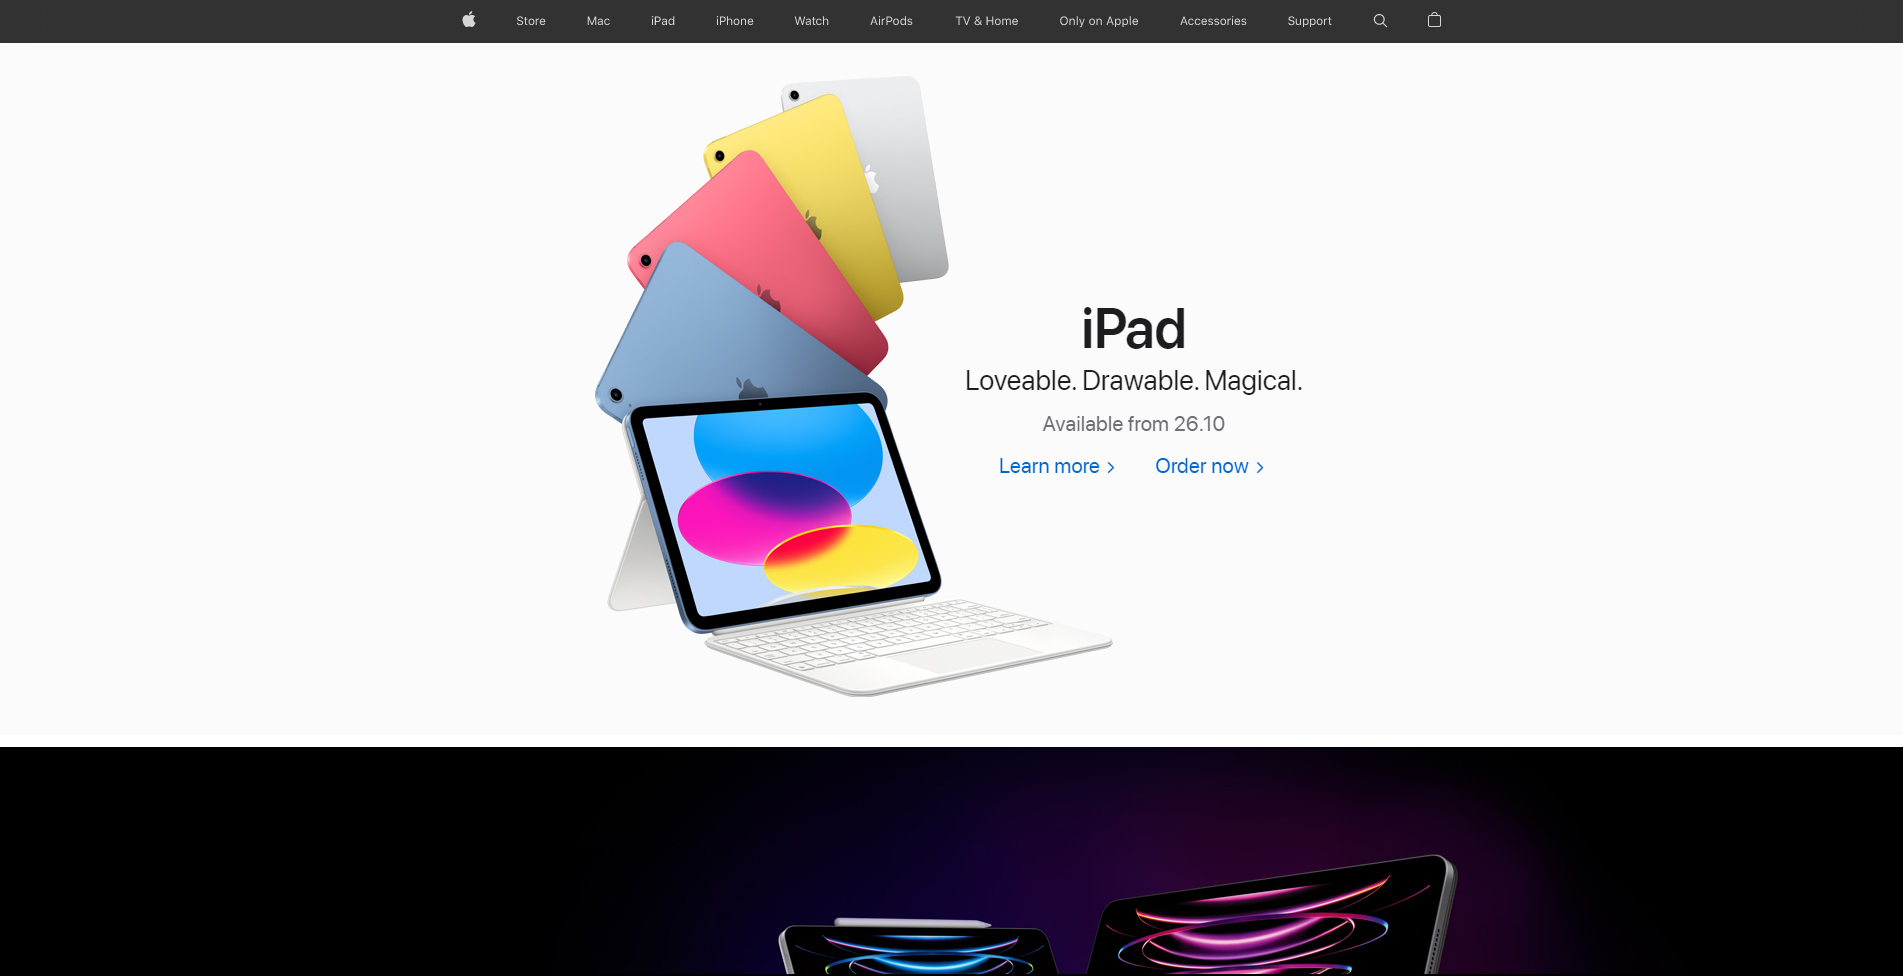 Store Mac iPad iPhone Watch AirPods TV & Home Only on Apple Accessories Support
iPad
Loveable. Drawable. Magical.
Available from 26.10
Learn more > Order now >